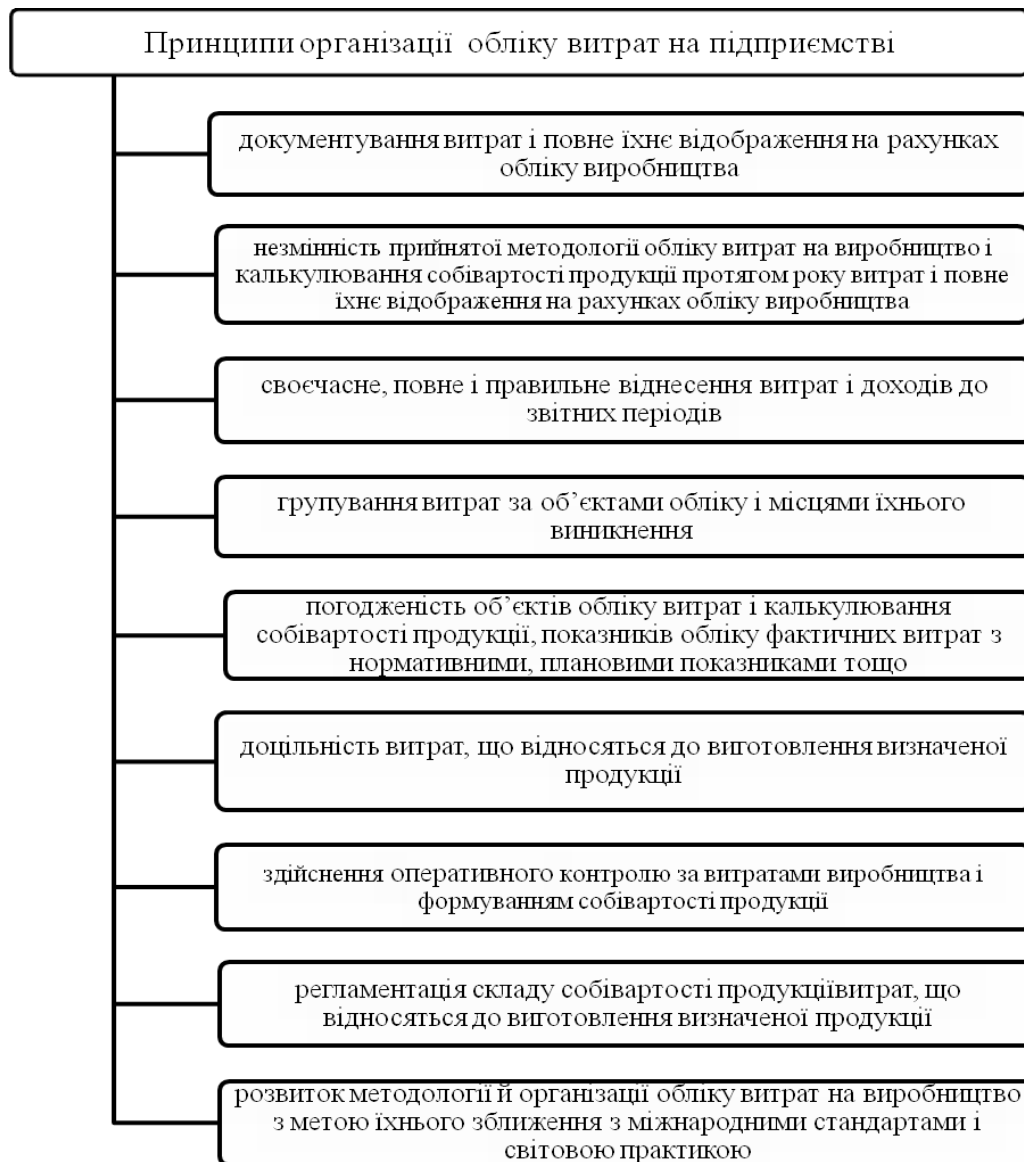 Принципи організації обліку витрат на підприємстві
документування витрат і повне їхнє відображення на рахунках
обліку виробництва
незмінність прийнятої методології обліку витрат на виробництво і
калькулювання собівартості продукції протягом року витрат і повне
їхнє відображення на рахунках обліку виробництва
своєчасне, повне і правильне віднесення витрат і доходів до
звітних періодів
групування витрат за об’єктами обліку і місцями їхнього
виникнення
погодженість об’єктів обліку витрат і калькулювання
собівартості продукції, показників обліку фактичних витрат з
нормативними, плановими показниками тощо
доцільність витрат, що відносяться до виготовлення визначеної
продукції
здійснення оперативного контролю за витратами виробництва і
формуванням собівартості продукції
регламентація складу собівартості продукціївитрат, що
відносяться до виготовлення визначеної продукції
розвиток методології й організації обліку витрат на виробництво
з метою їхнього зближення з міжнародними стандартами і
світовою практикою